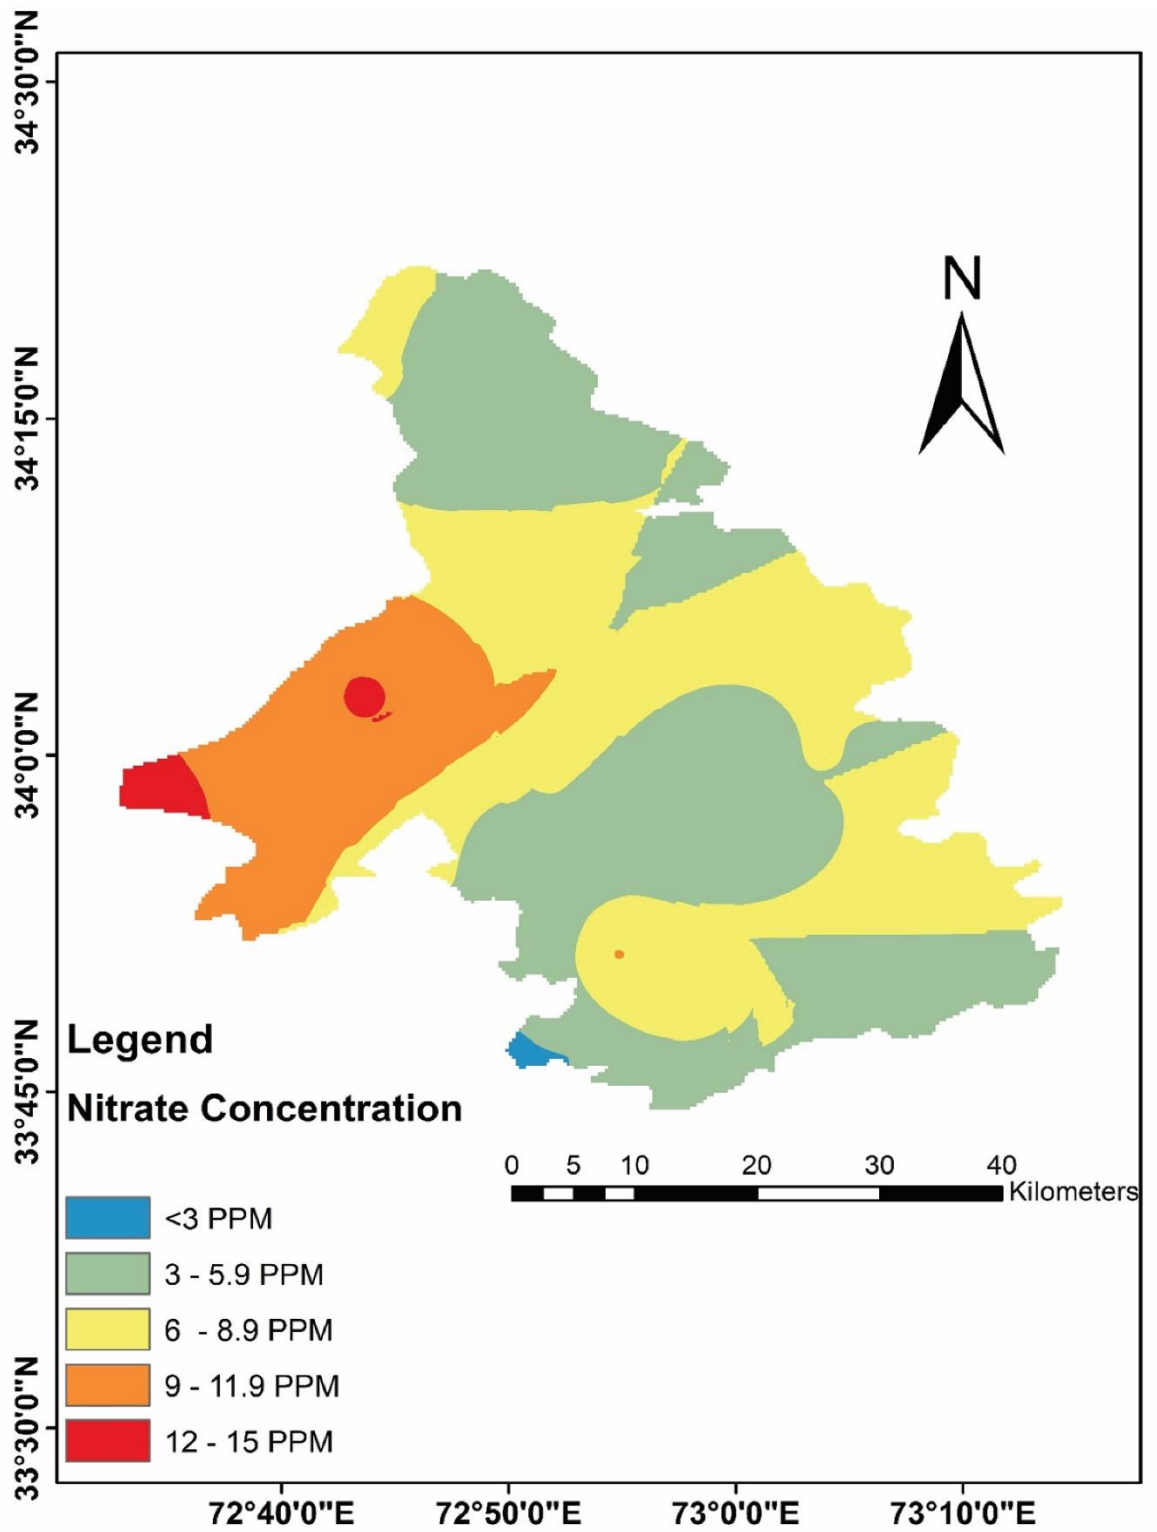 34°30'0"N
N
34°15'0"N
34°0'0"N
33°45'0"N
33°30'0"N
Legend
Nitrate Concentration
0 5 10 20 30 40
Kilometers
<3 PPM
3 - 5.9 PPM
6 - 8.9 PPM
9 - 11.9 PPM
12 - 15 PPM
72°40'0"E 72°50'0"E 73°0'0"E 73°10'0"E